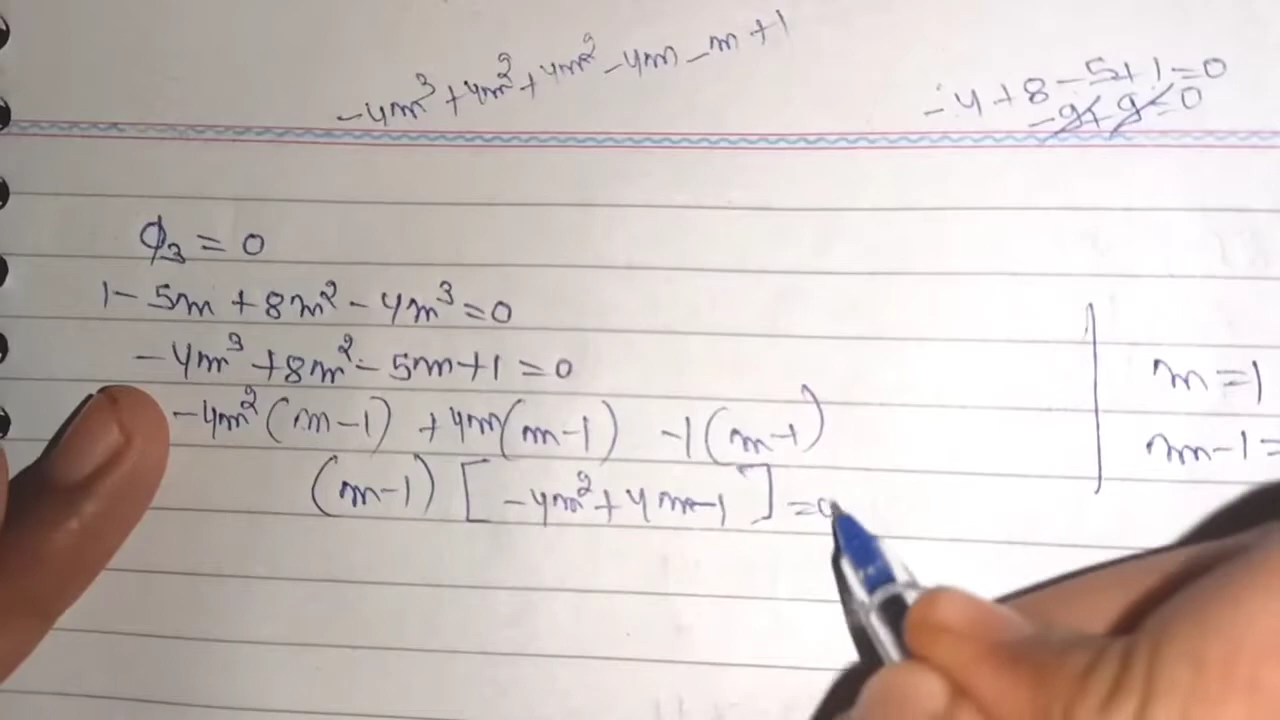 -4m³ + 4m² + 4m² - 4m - m + 1
-4 + 8 - 5 + 1 = 0
-9 + 9 = 0
ϕ₃ = 0
1 - 5m + 8m² - 4m³ = 0
-4m³ + 8m² - 5m + 1 = 0
-4m² (m-1) + 4m (m-1) -1 (m-1)
(m-1) [ -4m² + 4m - 1 ] = 0
m = 1
m - 1 =